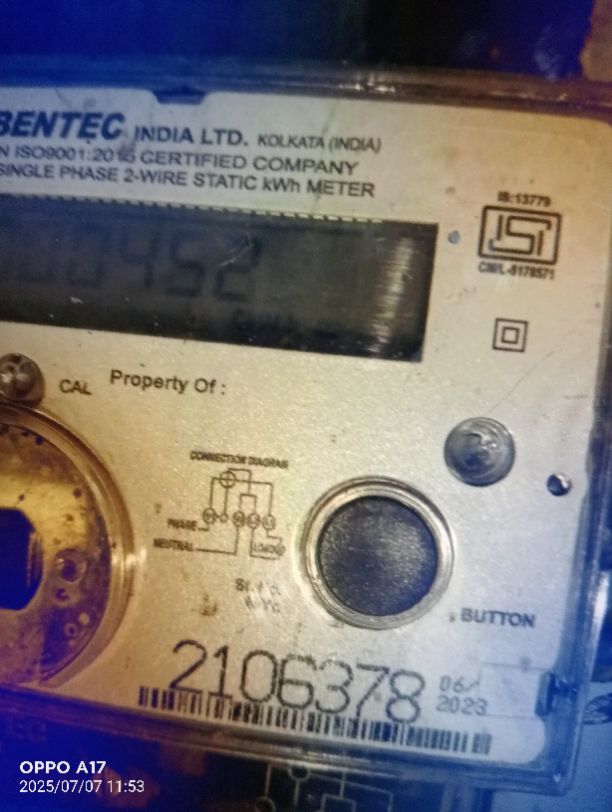 BENTEC INDIA LTD. KOLKATA (INDIA)
N ISO9001:2015 CERTIFIED COMPANY
SINGLE PHASE 2-WIRE STATIC kWh METER
IS:13779
ISI
CM/L-5178571
00452
CAL
Property Of :
CONNECTION DIAGRAM
PHASE
NEUTRAL
LOAD
BUTTON
2106378
06/
2023
OPPO A17
2025/07/07 11:53